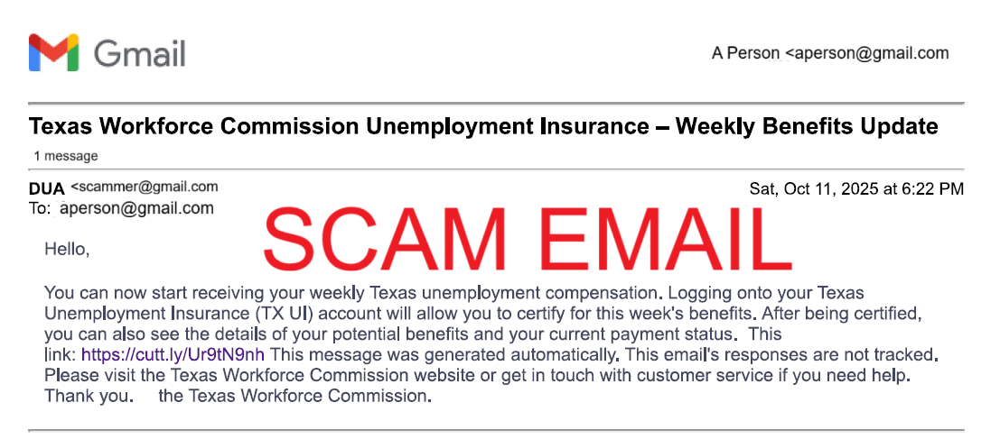 Gmail
A Person <aperson@gmail.com
Texas Workforce Commission Unemployment Insurance – Weekly Benefits Update
1 message
DUA <scammer@gmail.com
Sat, Oct 11, 2025 at 6:22 PM
To: aperson@gmail.com
SCAM EMAIL
Hello,
You can now start receiving your weekly Texas unemployment compensation. Logging onto your Texas
Unemployment Insurance (TX UI) account will allow you to certify for this week's benefits. After being certified,
you can also see the details of your potential benefits and your current payment status. This
link: https://cutt.ly/Ur9tN9nh This message was generated automatically. This email's responses are not tracked.
Please visit the Texas Workforce Commission website or get in touch with customer service if you need help.
Thank you. the Texas Workforce Commission.